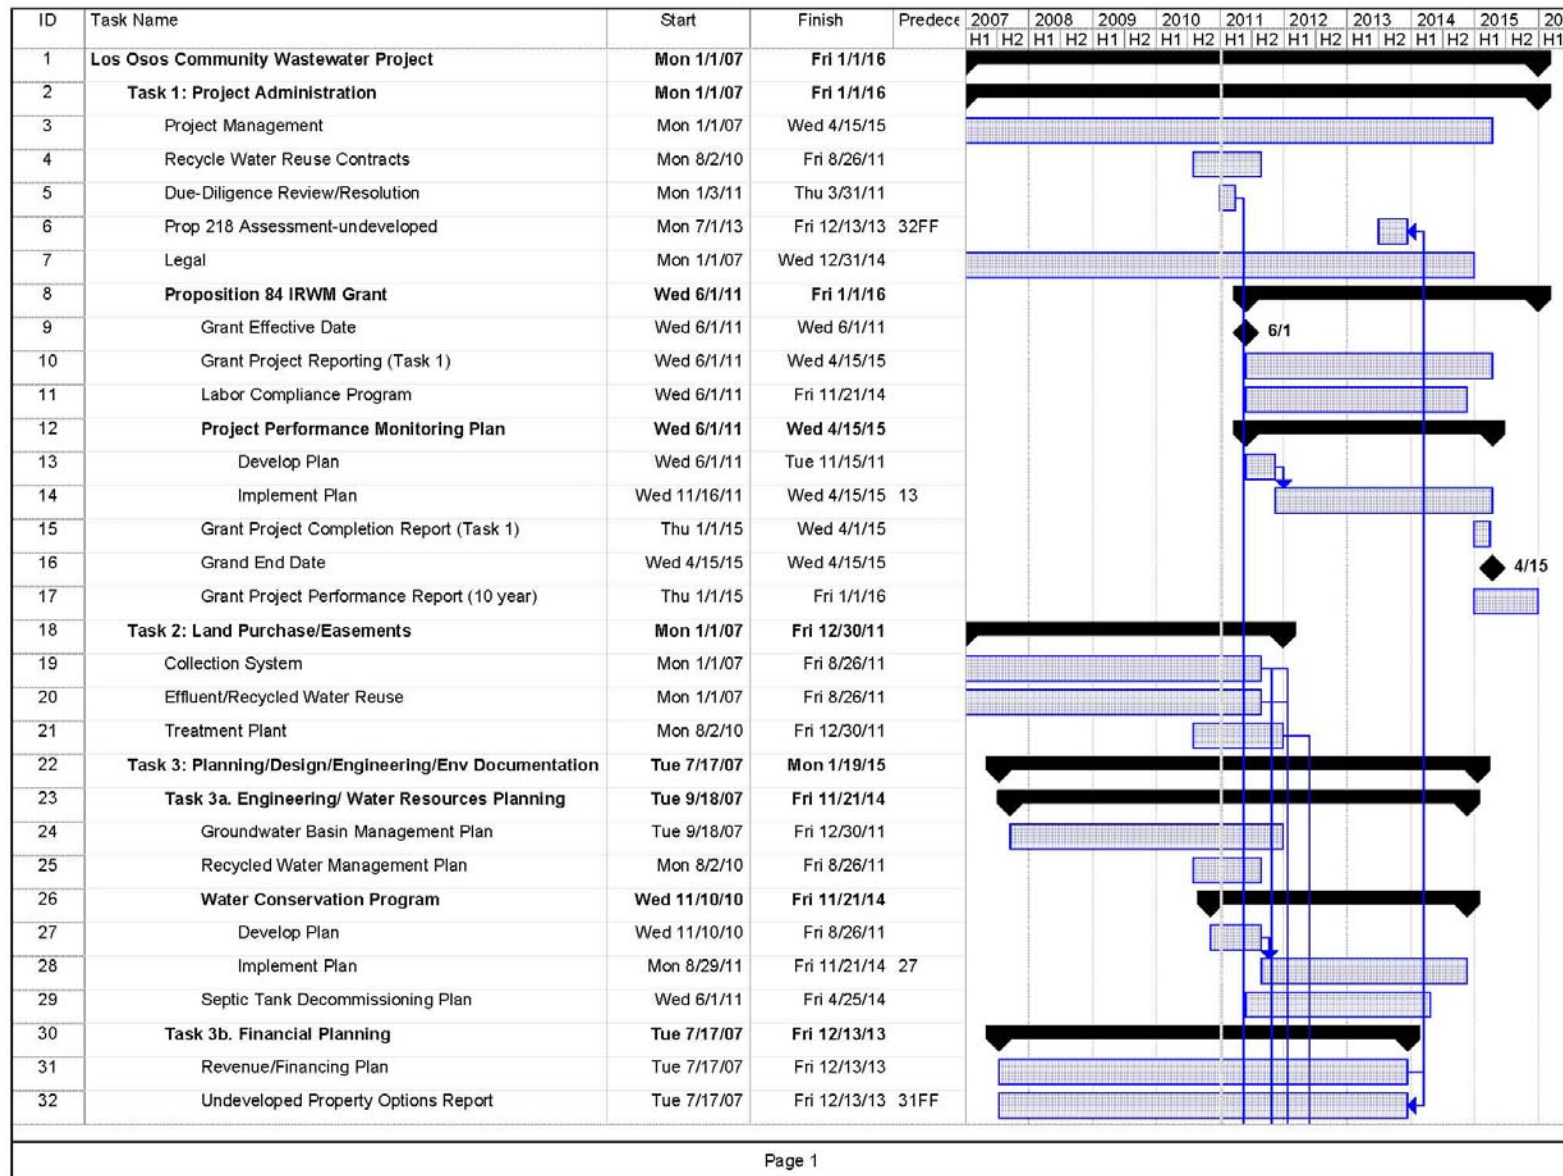 ID Task Name Start Finish Predece 2007 2008 2009 2010 2011 2012 2013 2014 2015 20
H1 H2 H1 H2 H1 H2 H1 H2 H1 H2 H1 H2 H1 H2 H1 H2 H1 H2 H1
1 Los Osos Community Wastewater Project Mon 1/1/07 Fri 1/1/16
2 Task 1: Project Administration Mon 1/1/07 Fri 1/1/16
3 Project Management Mon 1/1/07 Wed 4/15/15
4 Recycle Water Reuse Contracts Mon 8/2/10 Fri 8/26/11
5 Due-Diligence Review/Resolution Mon 1/3/11 Thu 3/31/11
6 Prop 218 Assessment-undeveloped Mon 7/1/13 Fri 12/13/13 32FF
7 Legal Mon 1/1/07 Wed 12/31/14
8 Proposition 84 IRWM Grant Wed 6/1/11 Fri 1/1/16
9 Grant Effective Date Wed 6/1/11 Wed 6/1/11 6/1
10 Grant Project Reporting (Task 1) Wed 6/1/11 Wed 4/15/15
11 Labor Compliance Program Wed 6/1/11 Fri 11/21/14
12 Project Performance Monitoring Plan Wed 6/1/11 Wed 4/15/15
13 Develop Plan Wed 6/1/11 Tue 11/15/11
14 Implement Plan Wed 11/16/11 Wed 4/15/15 13
15 Grant Project Completion Report (Task 1) Thu 1/1/15 Wed 4/1/15
16 Grand End Date Wed 4/15/15 Wed 4/15/15 4/15
17 Grant Project Performance Report (10 year) Thu 1/1/15 Fri 1/1/16
18 Task 2: Land Purchase/Easements Mon 1/1/07 Fri 12/30/11
19 Collection System Mon 1/1/07 Fri 8/26/11
20 Effluent/Recycled Water Reuse Mon 1/1/07 Fri 8/26/11
21 Treatment Plant Mon 8/2/10 Fri 12/30/11
22 Task 3: Planning/Design/Engineering/Env Documentation Tue 7/17/07 Mon 1/19/15
23 Task 3a. Engineering/ Water Resources Planning Tue 9/18/07 Fri 11/21/14
24 Groundwater Basin Management Plan Tue 9/18/07 Fri 12/30/11
25 Recycled Water Management Plan Mon 8/2/10 Fri 8/26/11
26 Water Conservation Program Wed 11/10/10 Fri 11/21/14
27 Develop Plan Wed 11/10/10 Fri 8/26/11
28 Implement Plan Mon 8/29/11 Fri 11/21/14 27
29 Septic Tank Decommissioning Plan Wed 6/1/11 Fri 4/25/14
30 Task 3b. Financial Planning Tue 7/17/07 Fri 12/13/13
31 Revenue/Financing Plan Tue 7/17/07 Fri 12/13/13
32 Undeveloped Property Options Report Tue 7/17/07 Fri 12/13/13 31FF
Page 1